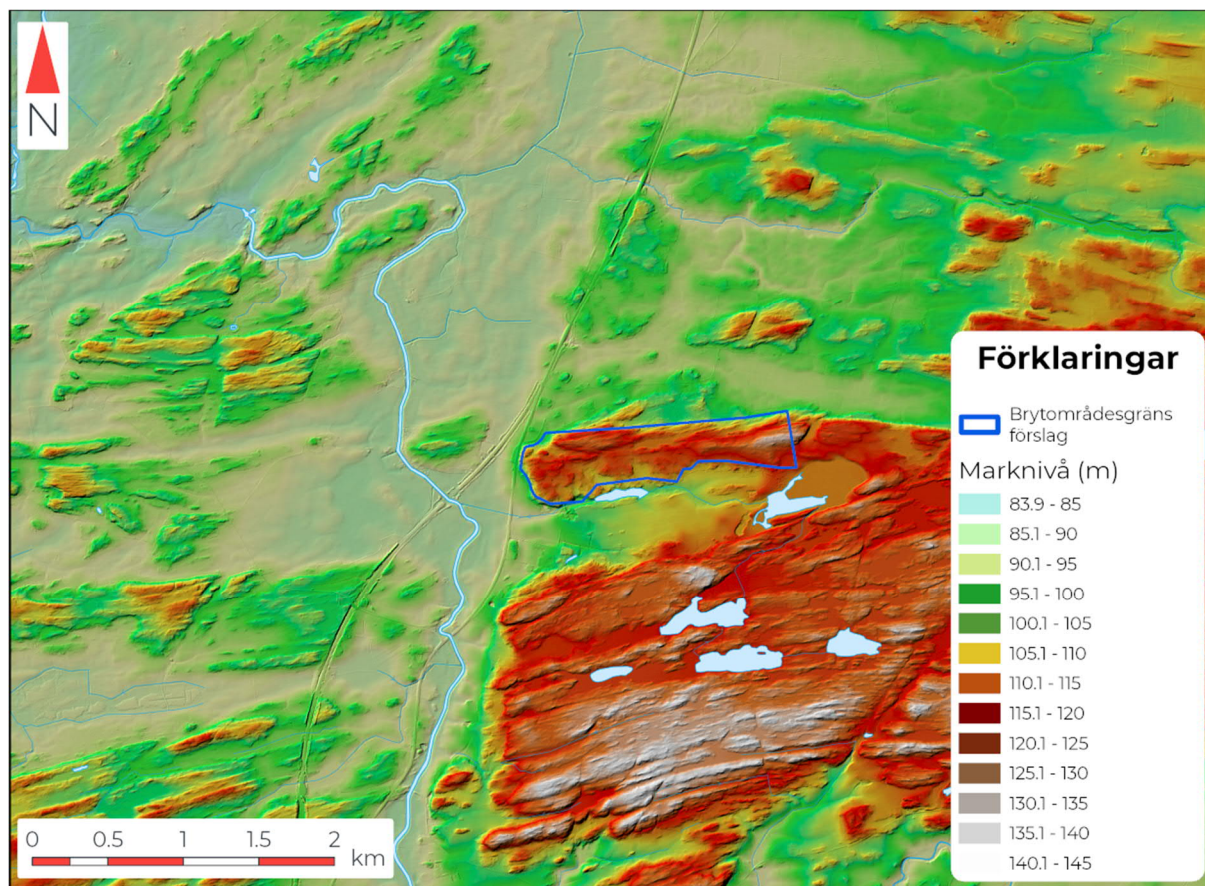 N
Förklaringar
Brytområdesgräns
förslag
Marknivå (m)
83.9 - 85
85.1 - 90
90.1 - 95
95.1 - 100
100.1 - 105
105.1 - 110
110.1 - 115
115.1 - 120
120.1 - 125
125.1 - 130
130.1 - 135
135.1 - 140
140.1 - 145
0 0.5 1 1.5 2
km